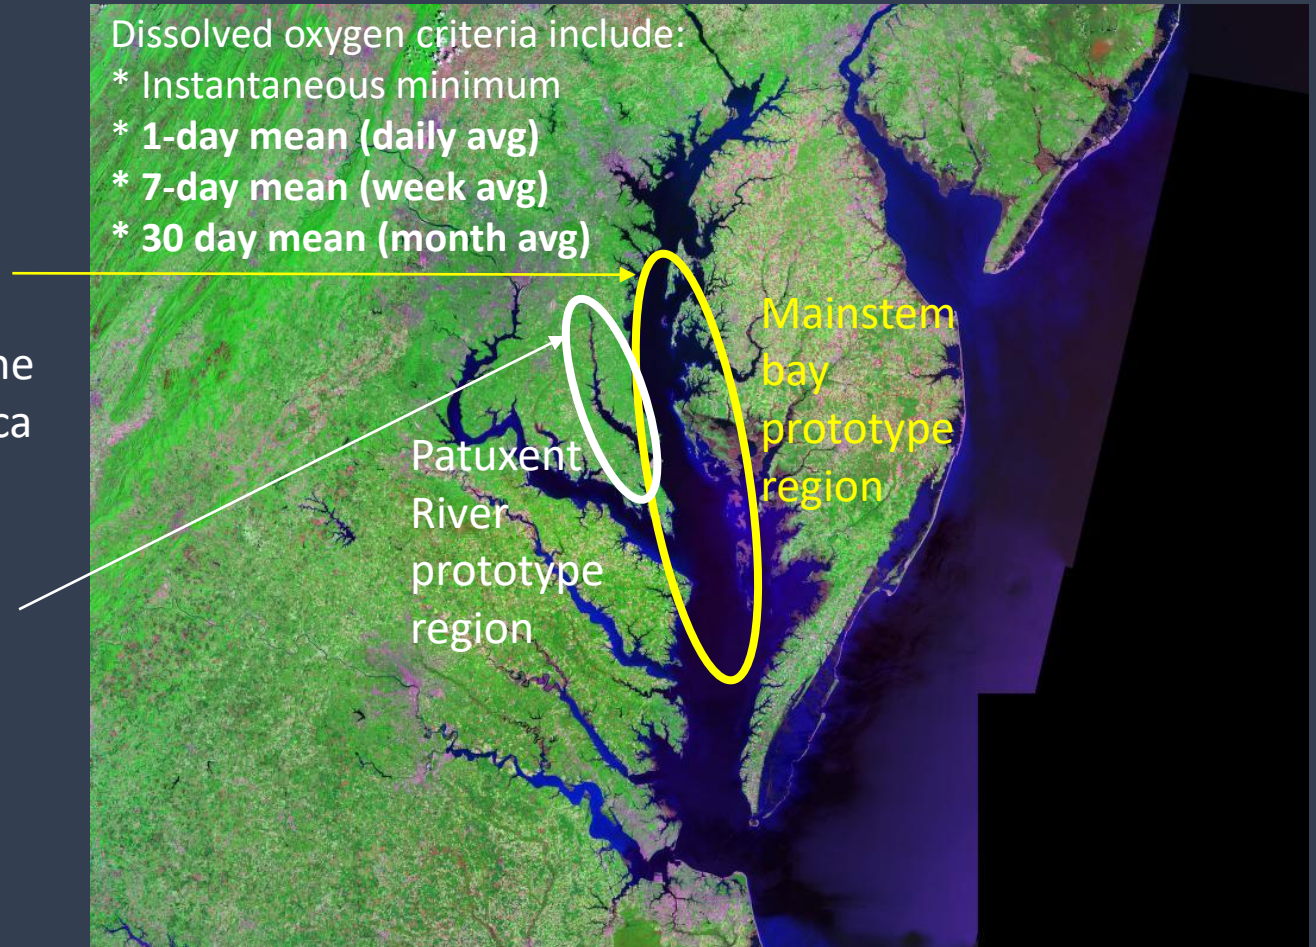 Dissolved oxygen criteria include:
* Instantaneous minimum
* 1-day mean (daily avg)
* 7-day mean (week avg)
* 30 day mean (month avg)
Mainstem
bay
prototype
region
Patuxent
River
prototype
region